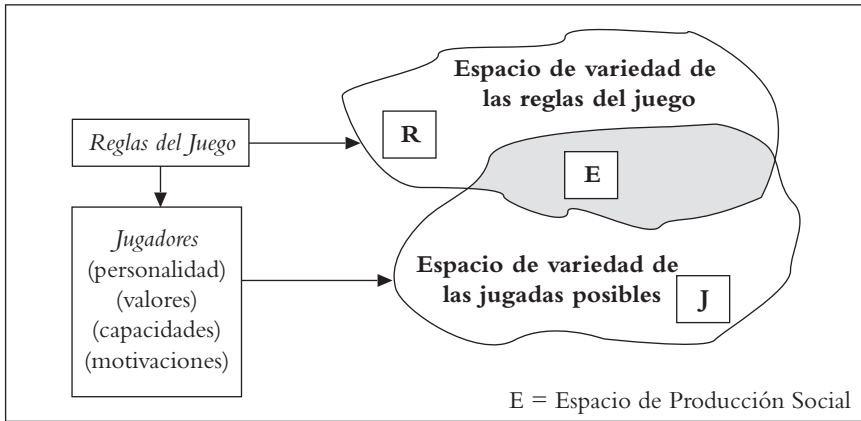 Espacio de variedad de
las reglas del juego
R
Reglas del Juego
E
Jugadores
(personalidad)
(valores)
(capacidades)
(motivaciones)
Espacio de variedad de
las jugadas posibles
J
E = Espacio de Producción Social